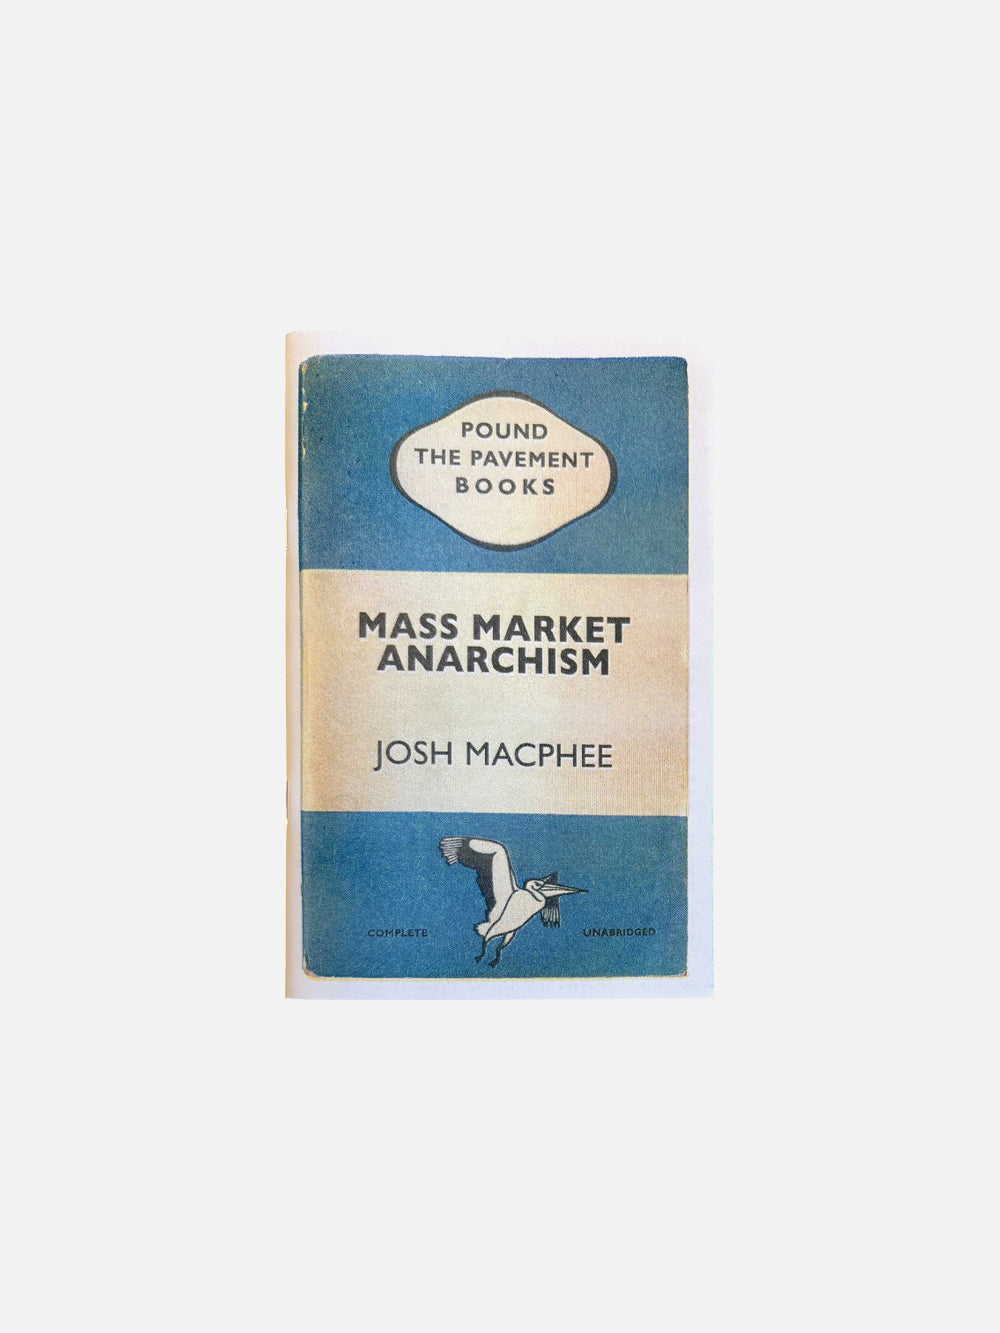 POUND
THE PAVEMENT
BOOKS
MASS MARKET
ANARCHISM
JOSH MACPHEE
COMPLETE
UNABRIDGED